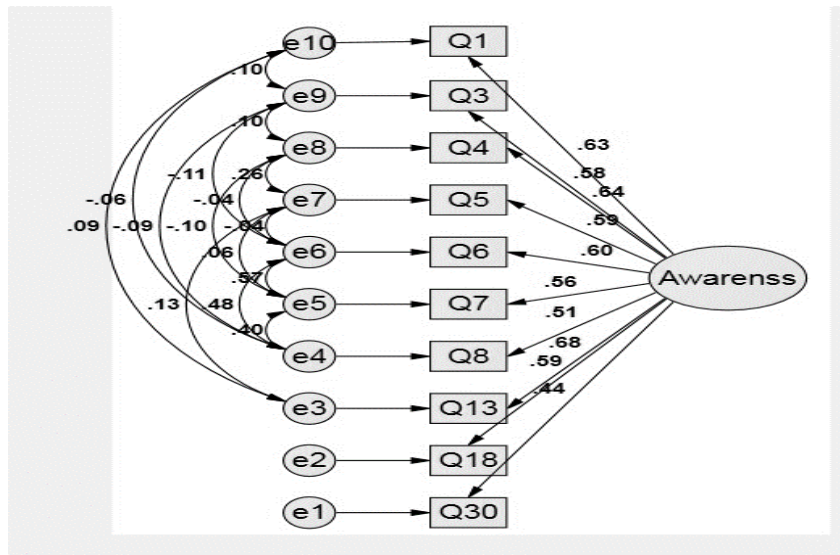 e10 Q1
.10
e9 Q3
.10
e8 Q4
.63
-.11 .26 .58
.64
-.06 -.04 e7 Q5
.59
.09 -.09 -.10 -.04
.06 e6 Q6 .60
.57 Awarenss
.56
.13 .48 e5 Q7
.51
.40
e4 Q8 .68
.59
.44
e3 Q13
e2 Q18
e1 Q30